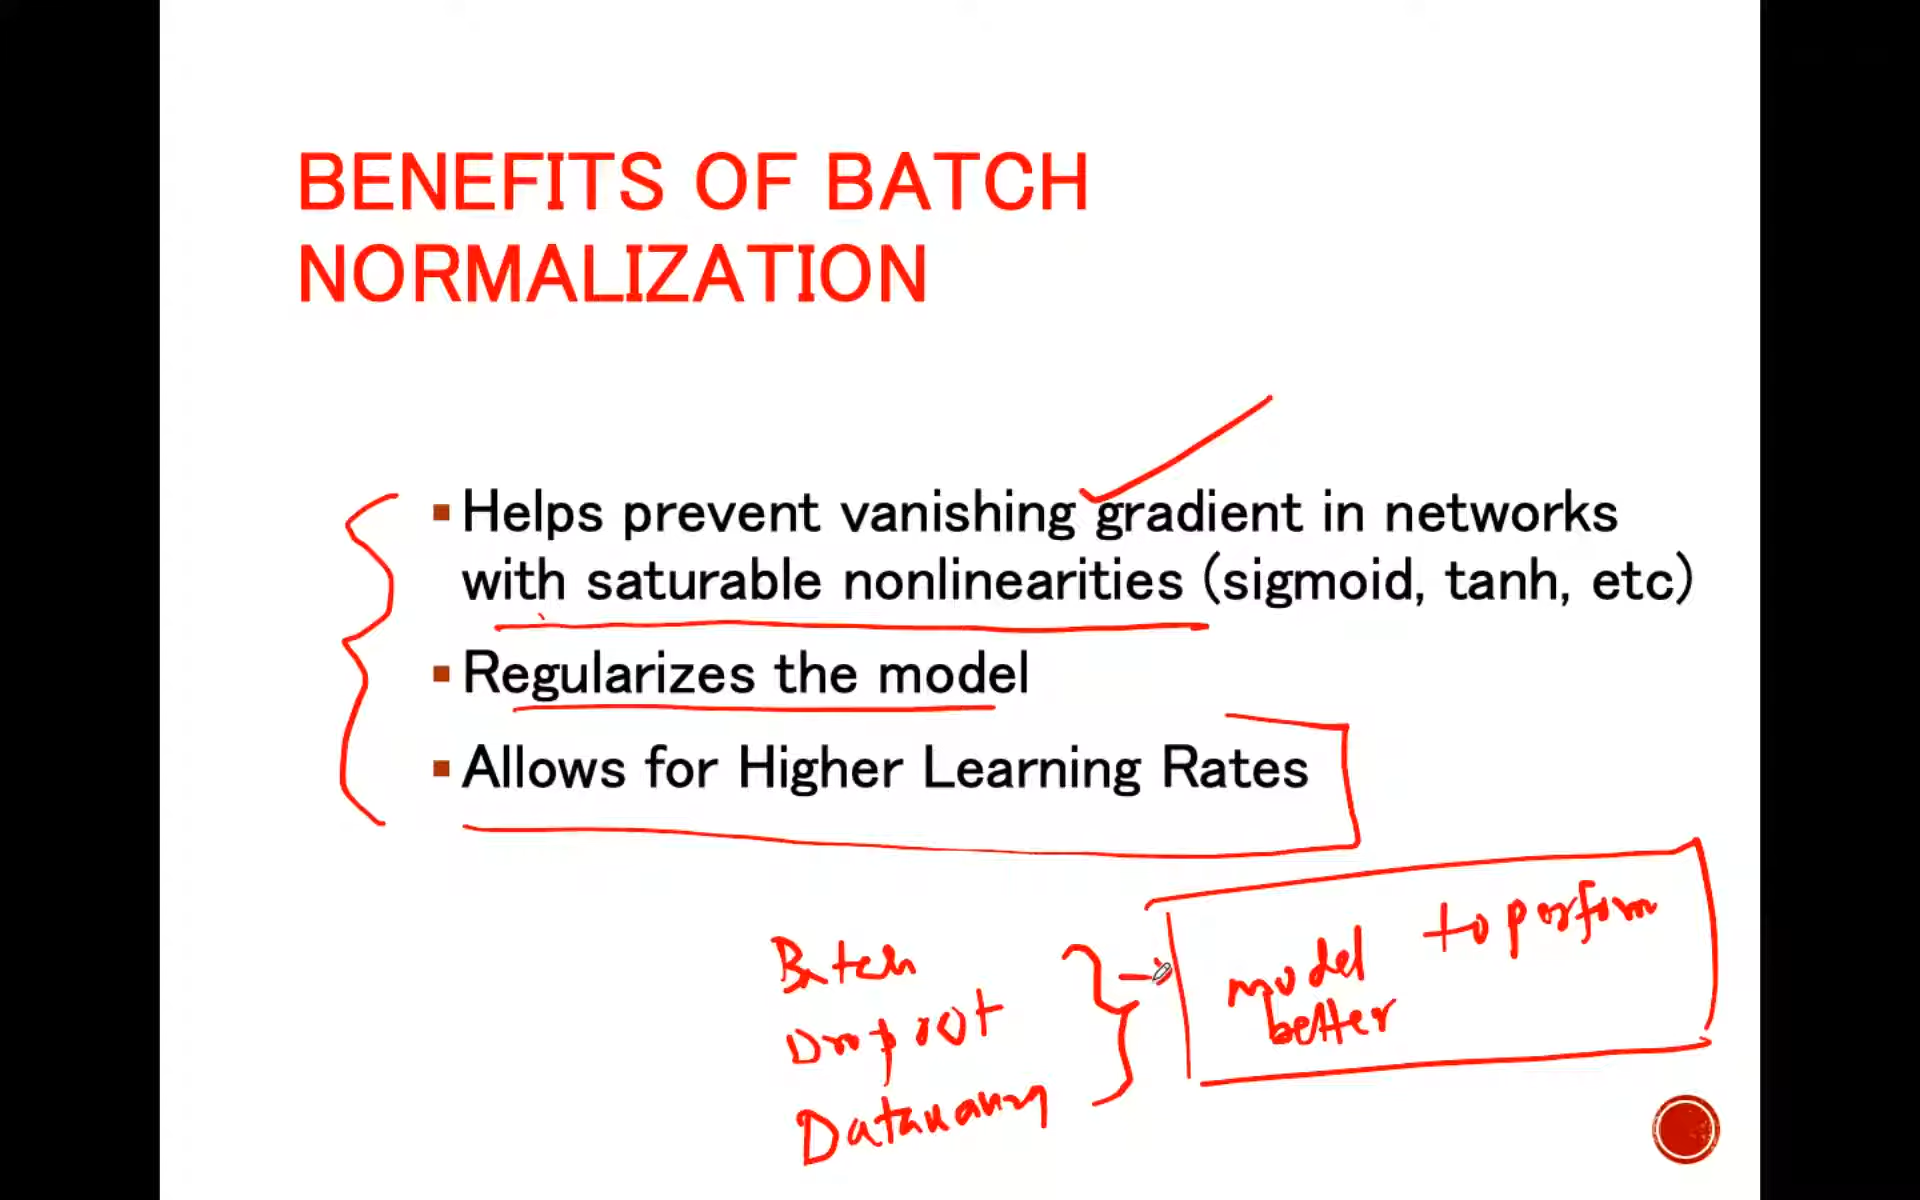 BENEFITS OF BATCH
NORMALIZATION
Helps prevent vanishing gradient in networks
with saturable nonlinearities (sigmoid, tanh, etc)
Regularizes the model
Allows for Higher Learning Rates
Batch
Dropout
model to perform
better